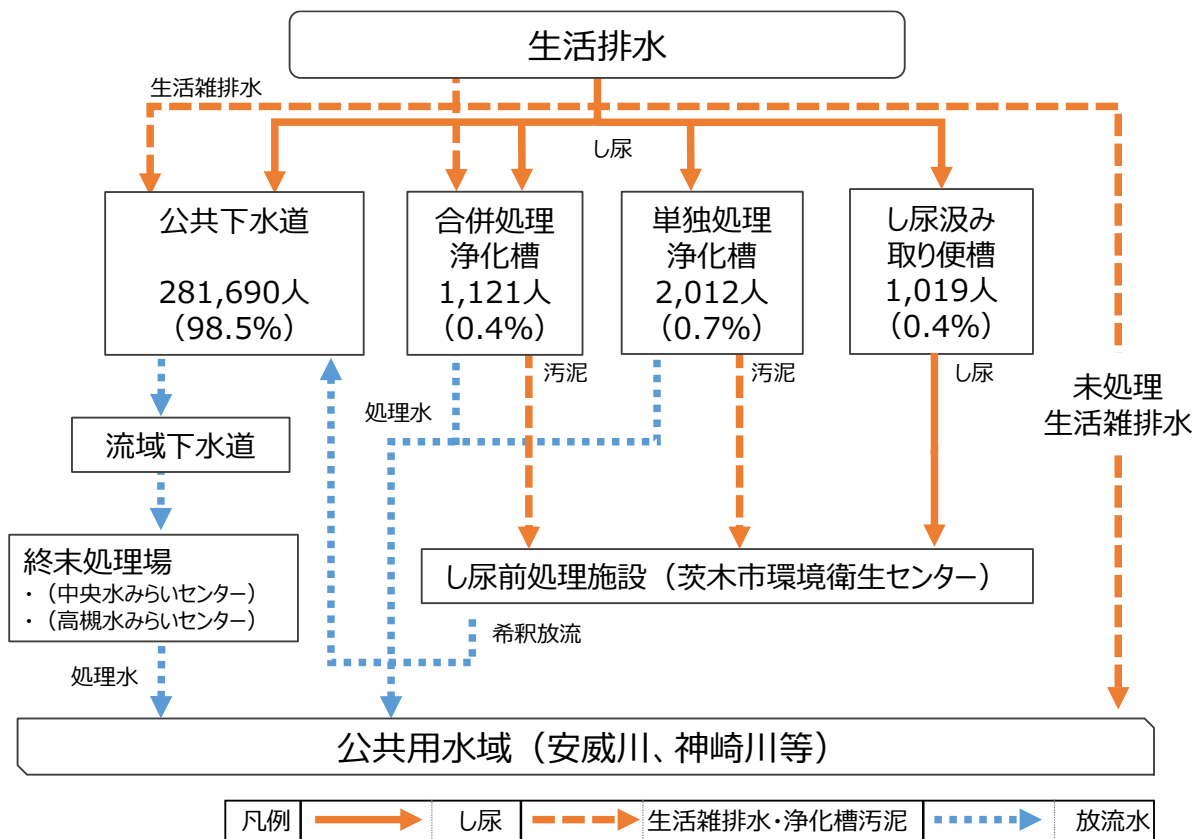 生活排水
生活雑排水
し尿
公共下水道
281,690人
（98.5%）
合併処理
浄化槽
1,121人
（0.4%）
単独処理
浄化槽
2,012人
（0.7%）
し尿汲み
取り便槽
1,019人
（0.4%）
汚泥
汚泥
し尿
未処理
生活雑排水
処理水
流域下水道
終末処理場
・（中央水みらいセンター）
・（高槻水みらいセンター）
し尿前処理施設（茨木市環境衛生センター）
希釈放流
処理水
公共用水域（安威川、神崎川等）
凡例 し尿 生活雑排水・浄化槽汚泥 放流水